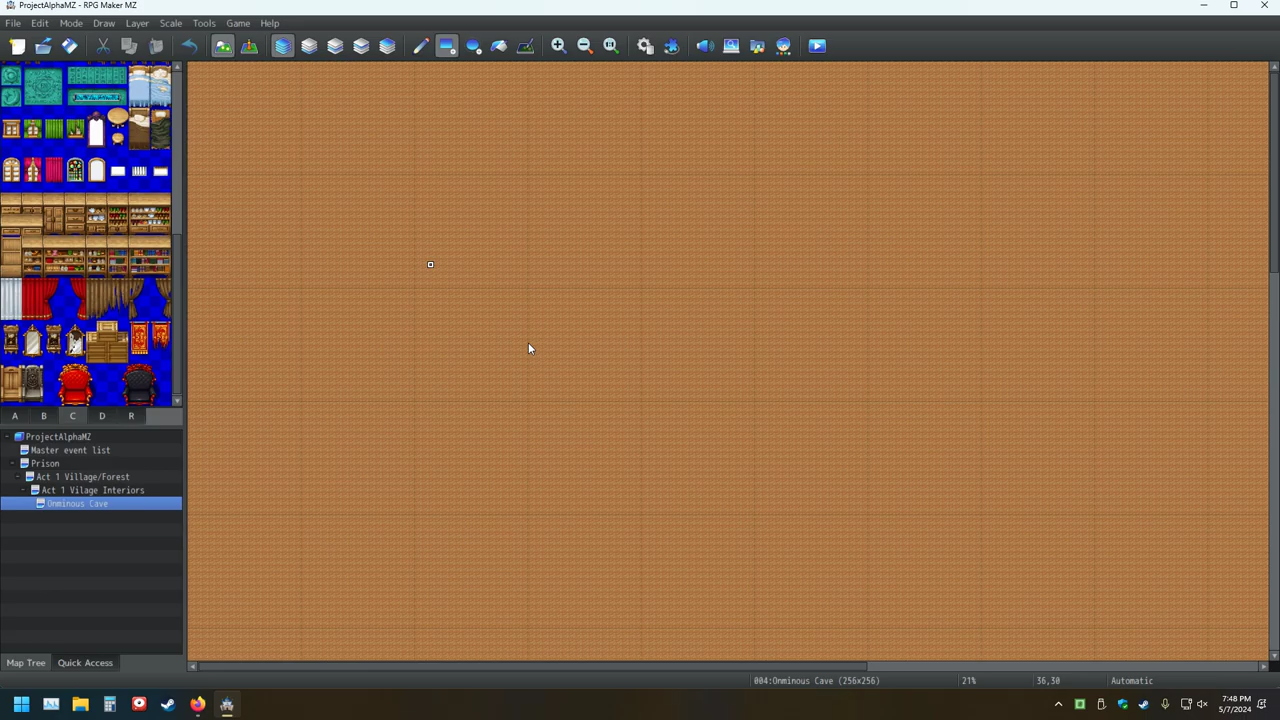 ProjectAlphaMZ - RPG Maker MZ
File Edit Mode Draw Layer Scale Tools Game Help
A B C D R
ProjectAlphaMZ
Master event list
Prison
Act 1 Village/Forest
Act 1 Vilage Interiors
Onminous Cave
Map Tree Quick Access
004:Onminous Cave (256x256) 21% 36,30 Automatic
7:48 PM
5/7/2024